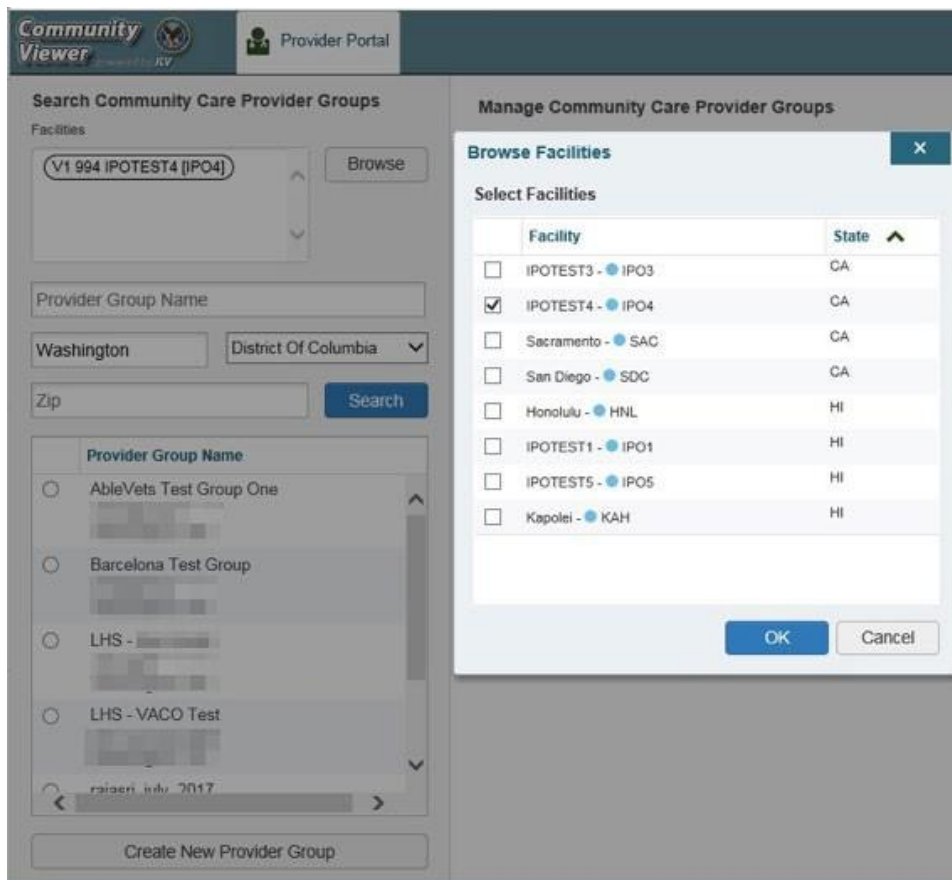 Community
Viewer powered by JLV
Provider Portal
Search Community Care Provider Groups
Facilities
V1 994 IPOTEST4 [IPO4]
Browse
Provider Group Name
Washington
District Of Columbia
Zip
Search
Provider Group Name
AbleVets Test Group One
Barcelona Test Group
LHS -
LHS - VACO Test
rajasri_july_2017
Create New Provider Group
Manage Community Care Provider Groups
Browse Facilities
Select Facilities
Facility State
IPOTEST3 - IPO3 CA
IPOTEST4 - IPO4 CA
Sacramento - SAC CA
San Diego - SDC CA
Honolulu - HNL HI
IPOTEST1 - IPO1 HI
IPOTEST5 - IPO5 HI
Kapolei - KAH HI
OK Cancel